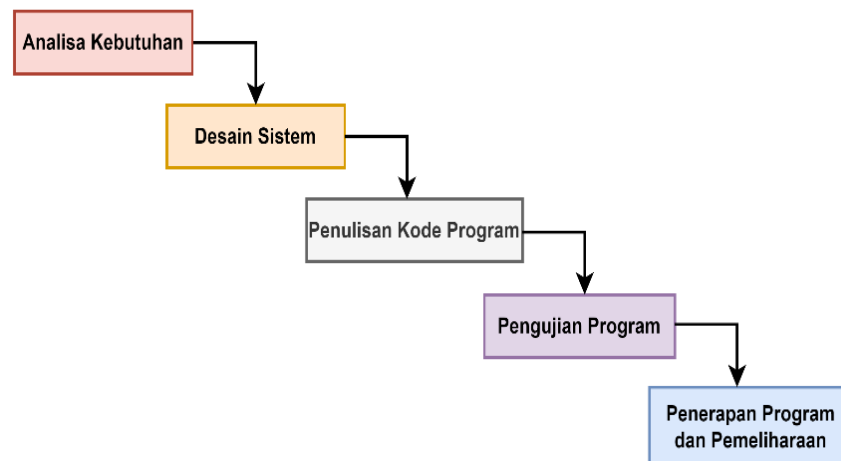 Analisa Kebutuhan
Desain Sistem
Penulisan Kode Program
Pengujian Program
Penerapan Program
dan Pemeliharaan